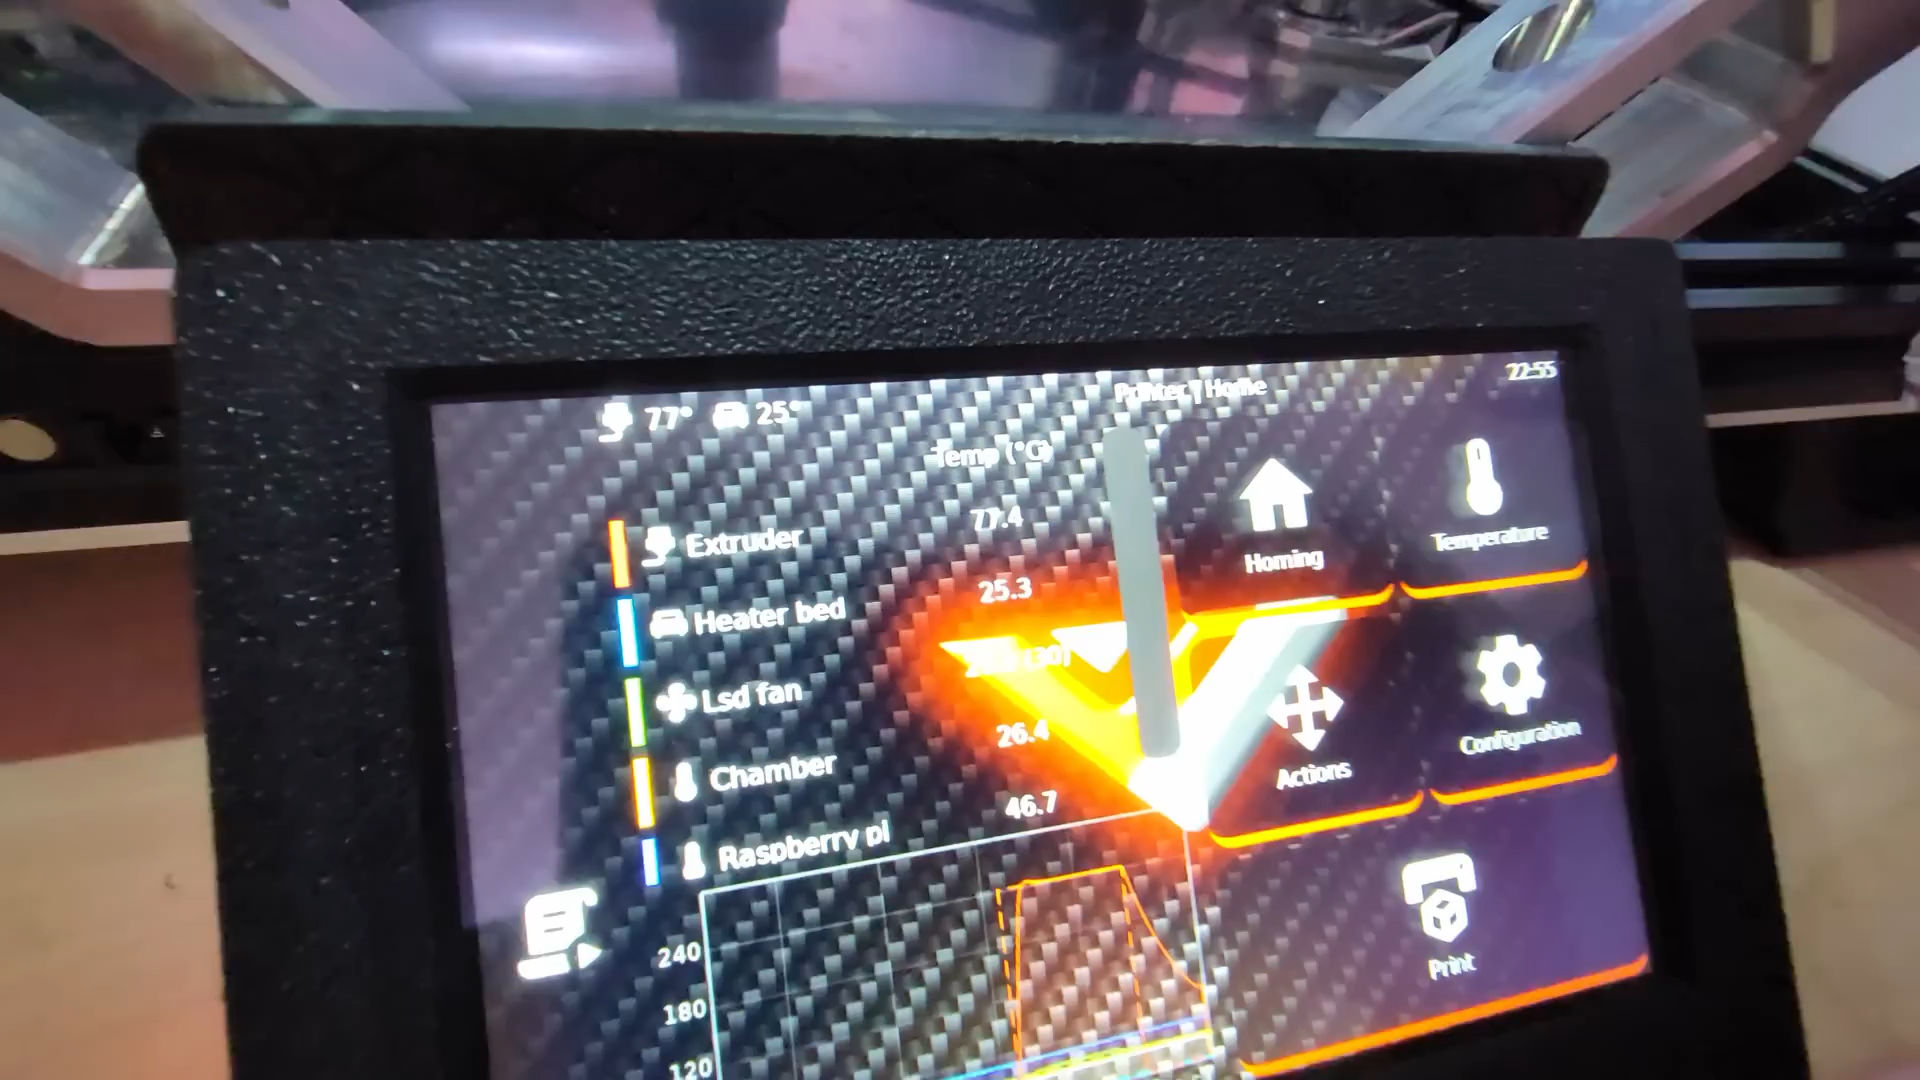 77° 25°
Printer | Home
22:55
Temp (°C)
Extruder 77.4
Heater bed 25.3
Lsd fan (30)
Chamber 26.4
Raspberry pi 46.7
240
180
120
Homing
Temperature
Actions
Configuration
Print